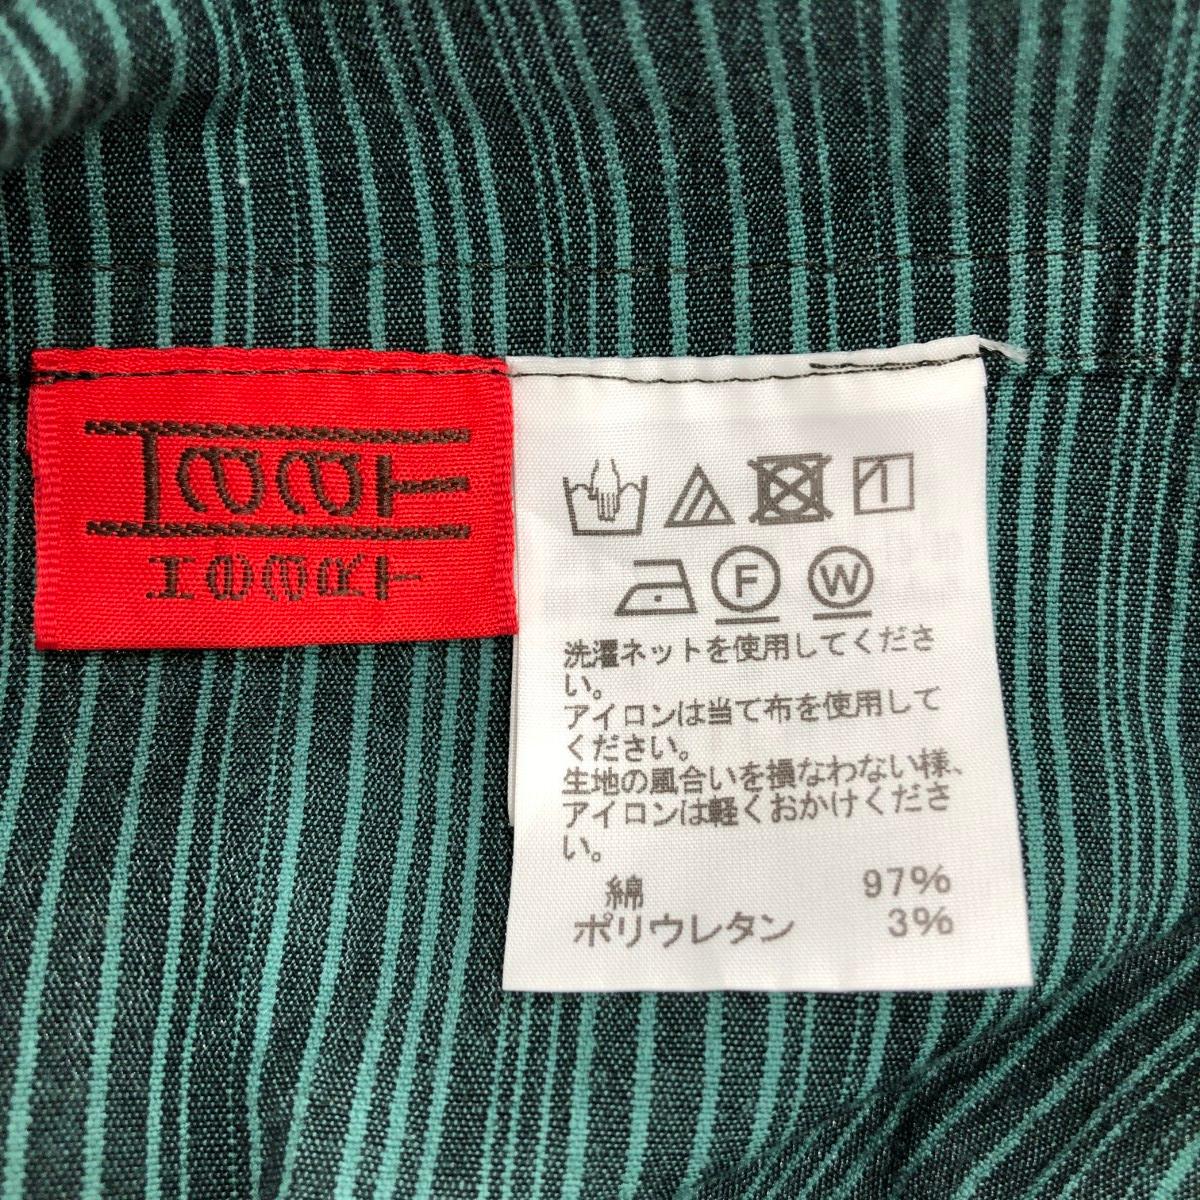 HEART
F W
洗濯ネットを使用してくださ
い。
アイロンは当て布を使用して
ください。
生地の風合いを損なわない様、
アイロンは軽くおかけくださ
い。
綿 97%
ポリウレタン 3%